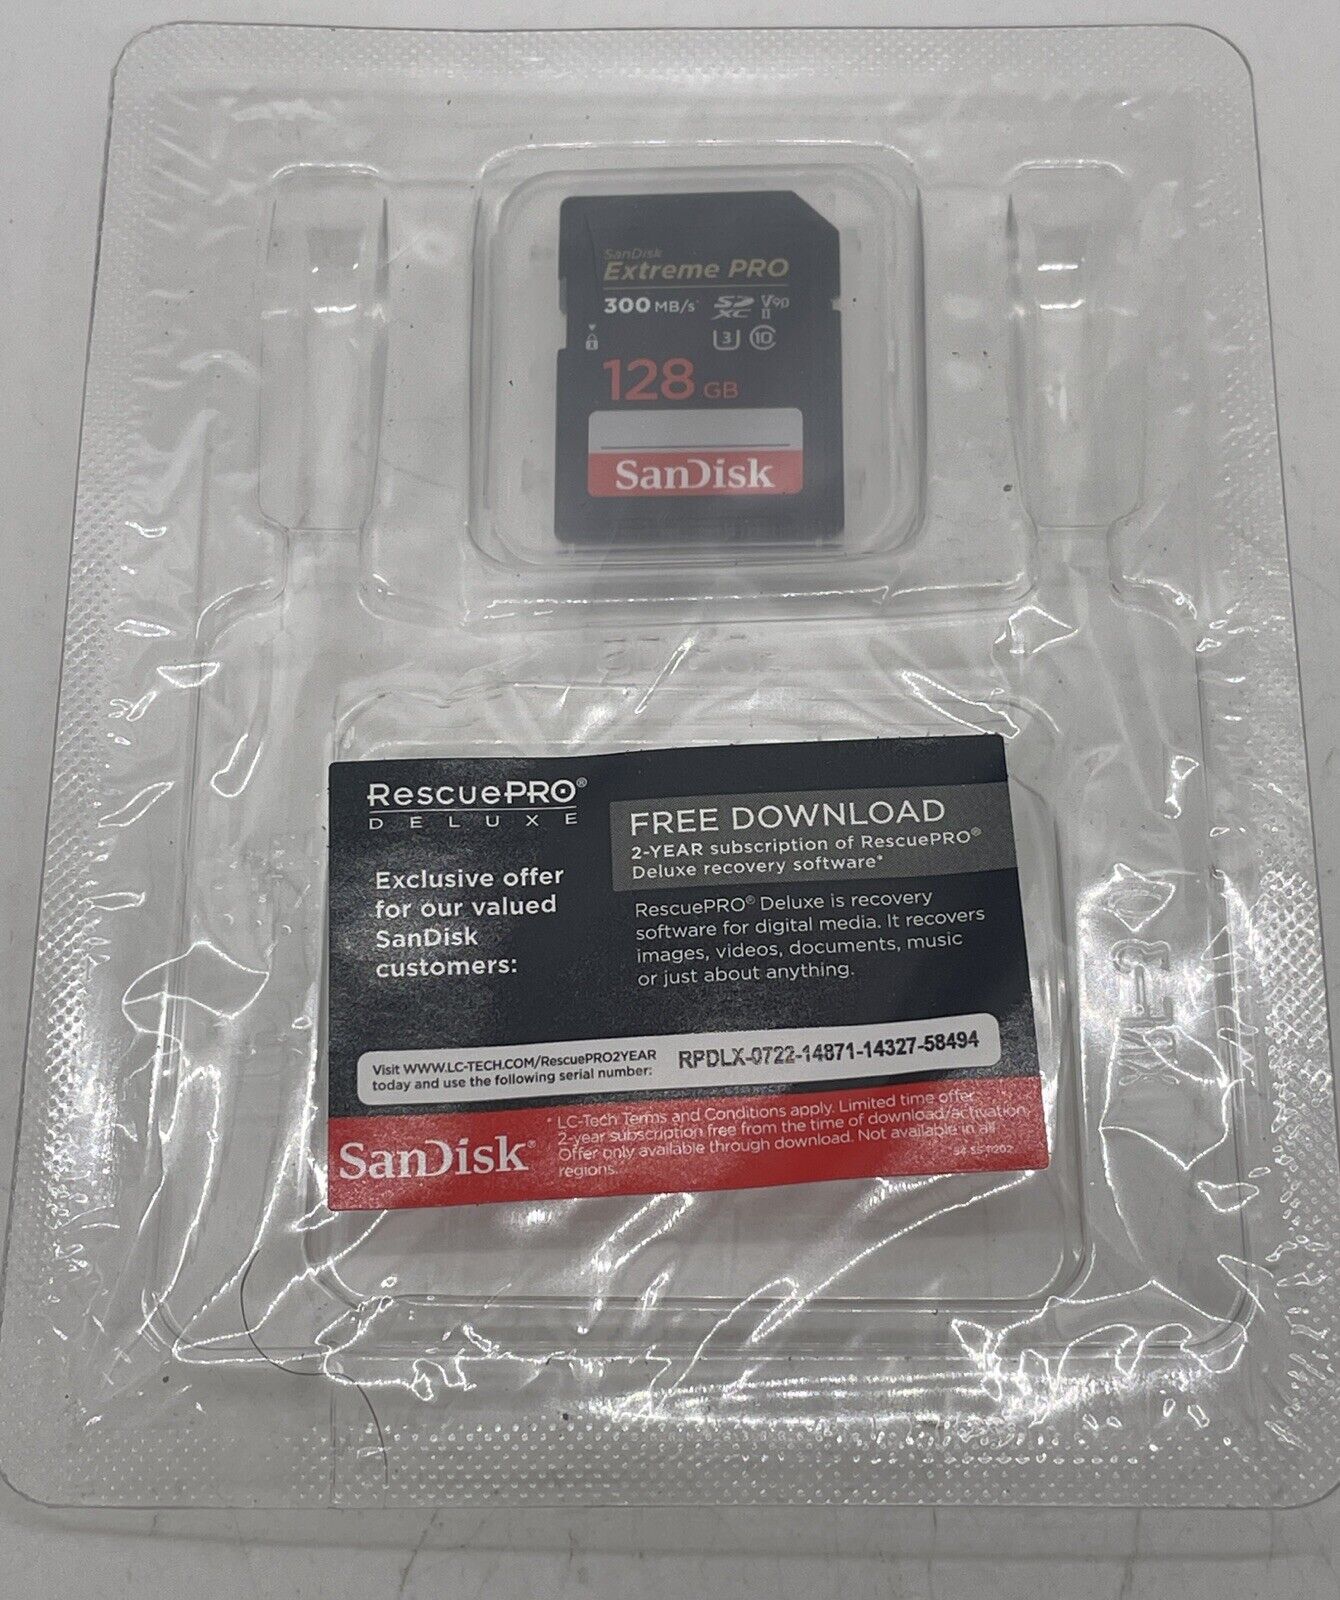 SanDisk
Extreme PRO
300 MB/s SD XC V90 II
3 10
128 GB
SanDisk
RescuePRO®
DELUXE
Exclusive offer
for our valued
SanDisk
customers:
FREE DOWNLOAD
2-YEAR subscription of RescuePRO®
Deluxe recovery software*
RescuePRO® Deluxe is recovery
software for digital media. It recovers
images, videos, documents, music
or just about anything.
Visit WWW.LC-TECH.COM/RescuePRO2YEAR
today and use the following serial number:
RPDLX-0722-14871-14327-58494
SanDisk®
* LC-Tech Terms and Conditions apply. Limited time offer.
2-year subscription free from the time of download/activation.
Offer only available through download. Not available in all
regions.